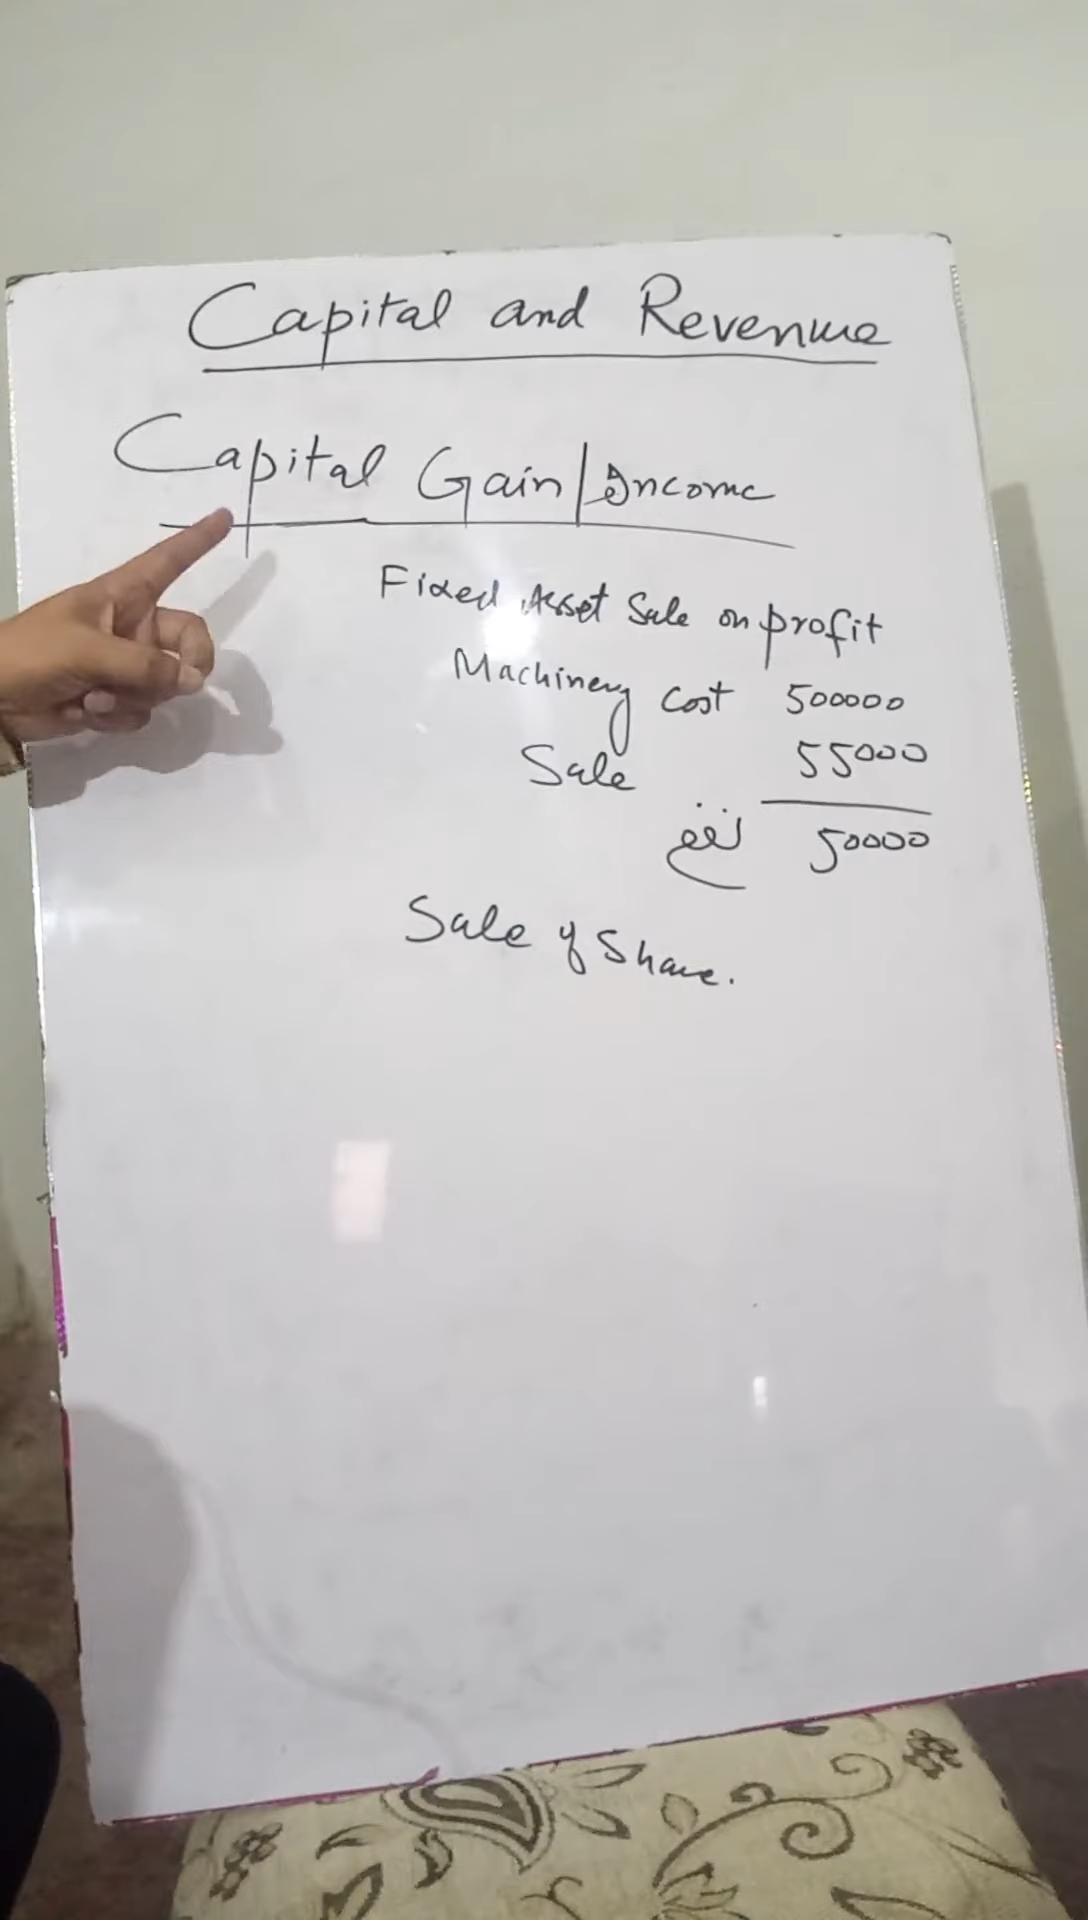 Capital and Revenue
Capital Gain/Income
Fixed Asset Sale on profit
Machinery Cost 500000
Sale 55000
نفع 50000
Sale of Share.